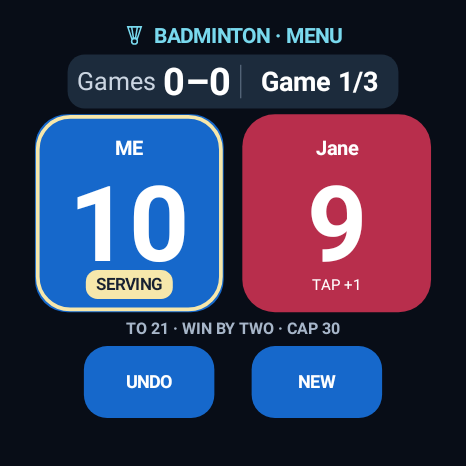 BADMINTON · MENU
Games 0–0 Game 1/3
ME
10
SERVING
Jane
9
TAP +1
TO 21 · WIN BY TWO · CAP 30
UNDO
NEW